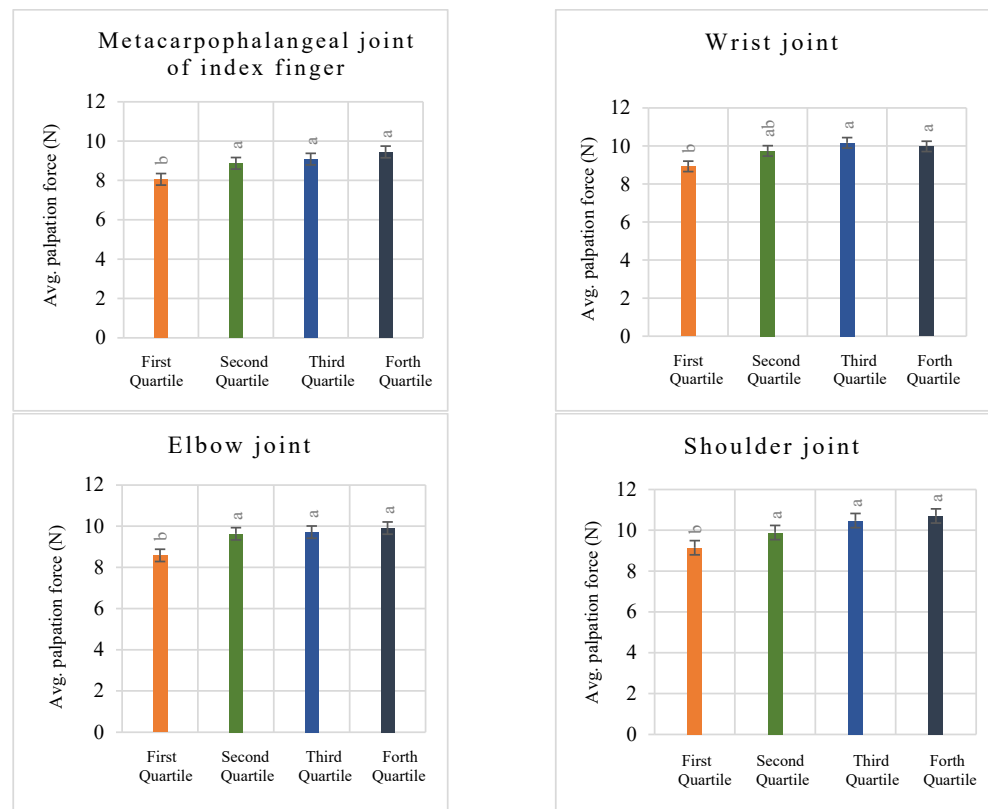 Metacarpophalangeal joint
of index finger
Avg. palpation force (N)
12
10
8
6
4
2
0
b
a
a
a
First
Quartile
Second
Quartile
Third
Quartile
Forth
Quartile
Wrist joint
Avg. palpation force (N)
12
10
8
6
4
2
0
b
ab
a
a
First
Quartile
Second
Quartile
Third
Quartile
Forth
Quartile
Elbow joint
Avg. palpation force (N)
12
10
8
6
4
2
0
b
a
a
a
First
Quartile
Second
Quartile
Third
Quartile
Forth
Quartile
Shoulder joint
Avg. palpation force (N)
12
10
8
6
4
2
0
b
a
a
a
First
Quartile
Second
Quartile
Third
Quartile
Forth
Quartile